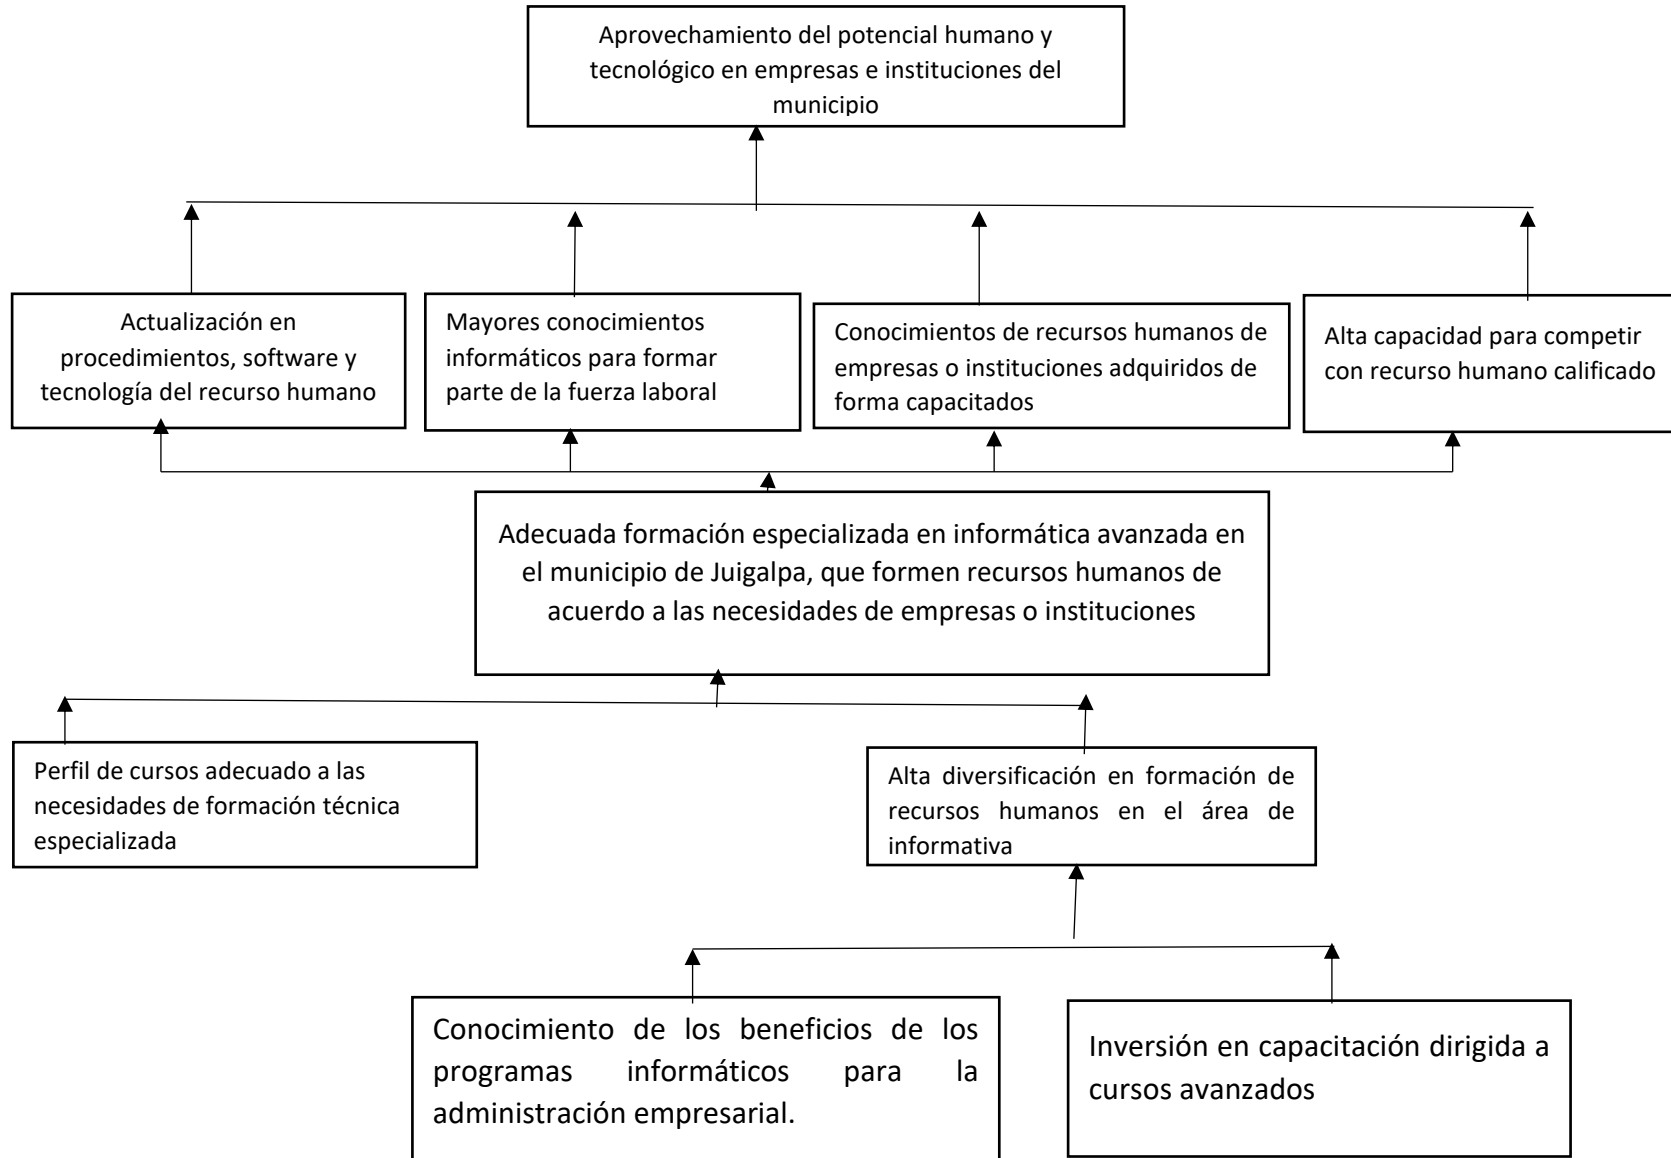 Aprovechamiento del potencial humano y
tecnológico en empresas e instituciones del
municipio
Actualización en
procedimientos, software y
tecnología del recurso humano
Mayores conocimientos
informáticos para formar
parte de la fuerza laboral
Conocimientos de recursos humanos de
empresas o instituciones adquiridos de
forma capacitados
Alta capacidad para competir
con recurso humano calificado
Adecuada formación especializada en informática avanzada en
el municipio de Juigalpa, que formen recursos humanos de
acuerdo a las necesidades de empresas o instituciones
Perfil de cursos adecuado a las
necesidades de formación técnica
especializada
Alta diversificación en formación de
recursos humanos en el área de
informativa
Conocimiento de los beneficios de los
programas informáticos para la
administración empresarial.
Inversión en capacitación dirigida a
cursos avanzados